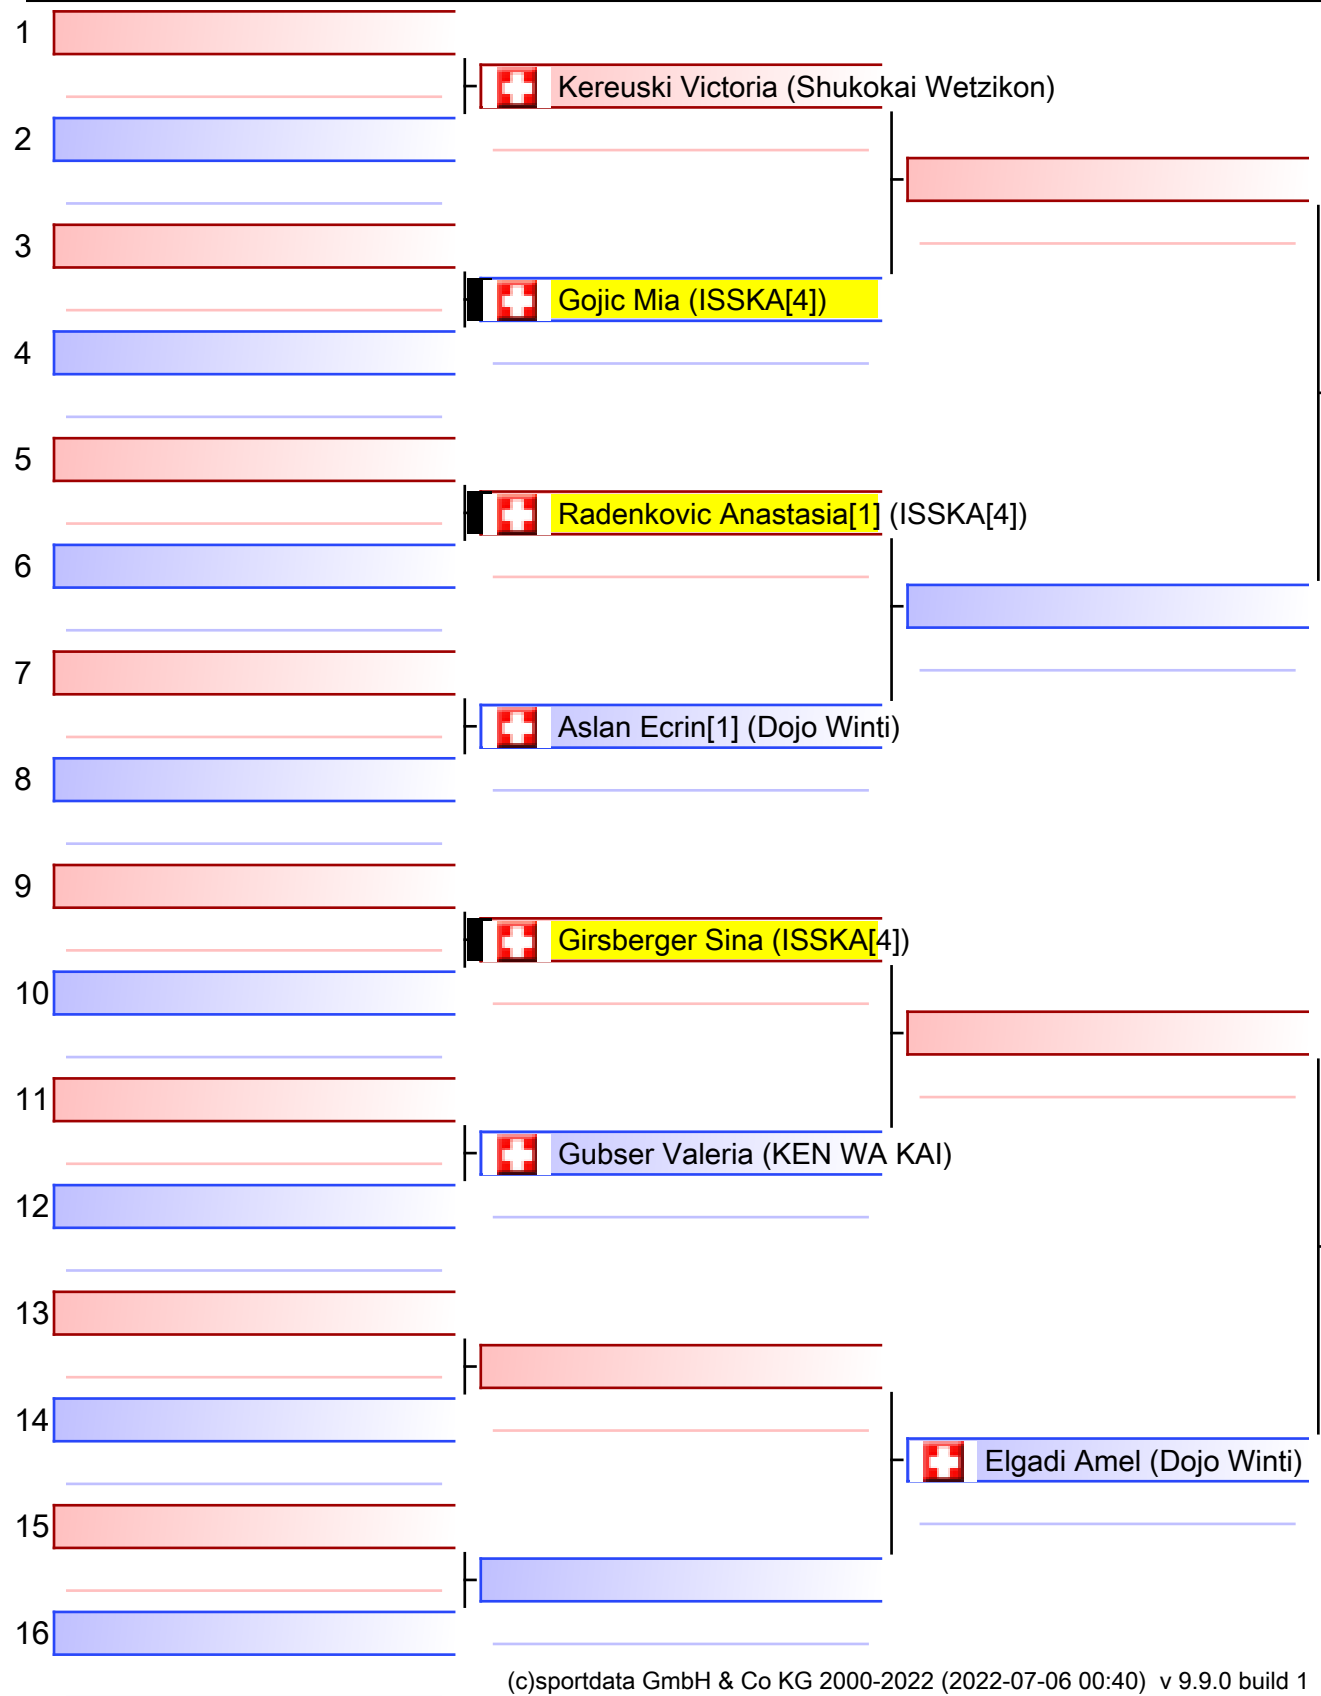 1
Kereuski Victoria (Shukokai Wetzikon)
2
3
Gojic Mia (ISSKA[4])
4
5
Radenkovic Anastasia[1] (ISSKA[4])
6
7
Aslan Ecrin[1] (Dojo Winti)
8
9
Girsberger Sina (ISSKA[4])
10
11
Gubser Valeria (KEN WA KAI)
12
13
14
Elgadi Amel (Dojo Winti)
15
16
(c)sportdata GmbH & Co KG 2000-2022 (2022-07-06 00:40) v 9.9.0 build 1